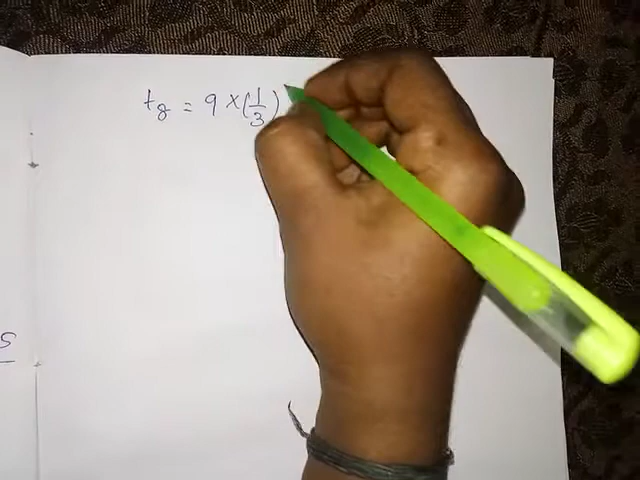 t₈ = 9 × (1/3)
S